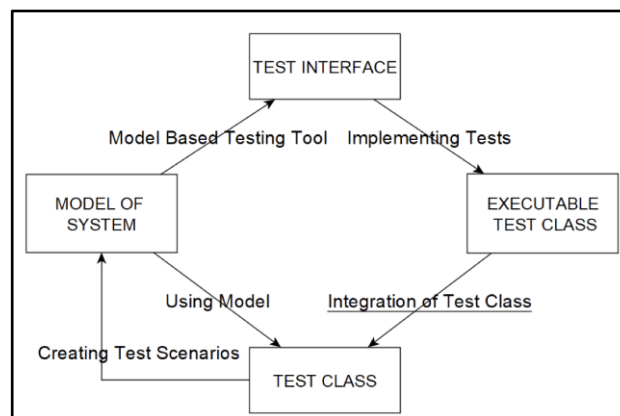 TEST INTERFACE
Model Based Testing Tool
Implementing Tests
MODEL OF
SYSTEM
EXECUTABLE
TEST CLASS
Using Model
Integration of Test Class
Creating Test Scenarios
TEST CLASS